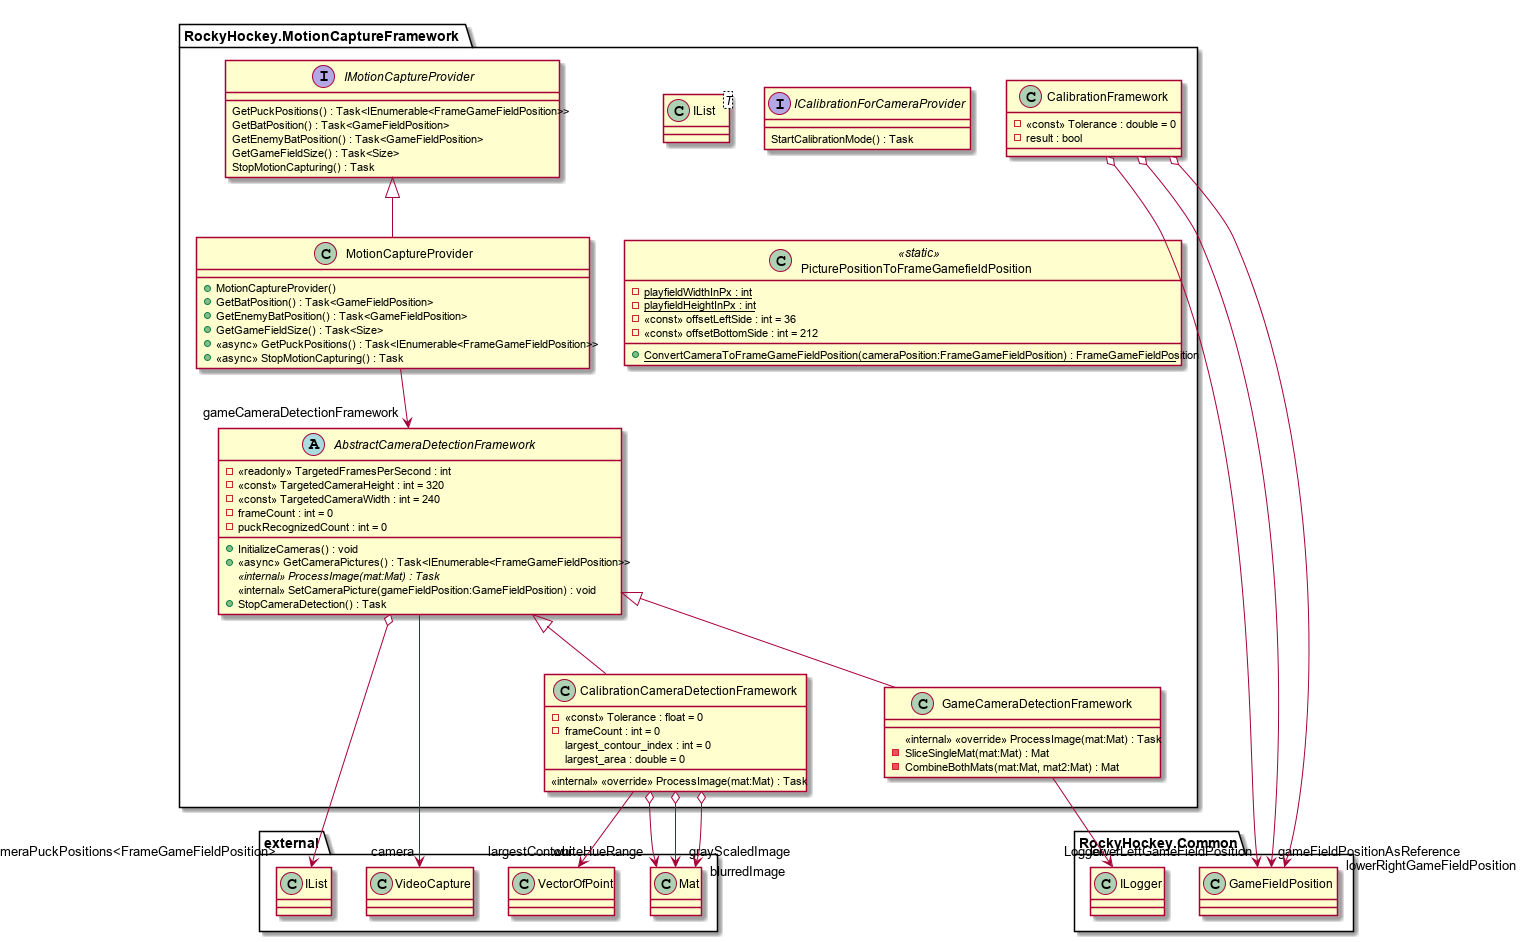 RockyHockey.MotionCaptureFramework
I IMotionCaptureProvider
GetPuckPositions() : Task<IEnumerable<FrameGameFieldPosition>>
GetBatPosition() : Task<GameFieldPosition>
GetEnemyBatPosition() : Task<GameFieldPosition>
GetGameFieldSize() : Task<Size>
StopMotionCapturing() : Task
C IList T
I ICalibrationForCameraProvider
StartCalibrationMode() : Task
C CalibrationFramework
«const» Tolerance : double = 0
result : bool
C MotionCaptureProvider
MotionCaptureProvider()
GetBatPosition() : Task<GameFieldPosition>
GetEnemyBatPosition() : Task<GameFieldPosition>
GetGameFieldSize() : Task<Size>
«async» GetPuckPositions() : Task<IEnumerable<FrameGameFieldPosition>>
«async» StopMotionCapturing() : Task
C «static»
PicturePositionToFrameGamefieldPosition
playfieldWidthInPx : int
playfieldHeightInPx : int
«const» offsetLeftSide : int = 36
«const» offsetBottomSide : int = 212
ConvertCameraToFrameGameFieldPosition(cameraPosition:FrameGameFieldPosition) : FrameGameFieldPosition
gameCameraDetectionFramework
A AbstractCameraDetectionFramework
«readonly» TargetedFramesPerSecond : int
«const» TargetedCameraHeight : int = 320
«const» TargetedCameraWidth : int = 240
frameCount : int = 0
puckRecognizedCount : int = 0
InitializeCameras() : void
«async» GetCameraPictures() : Task<IEnumerable<FrameGameFieldPosition>>
«internal» ProcessImage(mat:Mat) : Task
«internal» SetCameraPicture(gameFieldPosition:GameFieldPosition) : void
StopCameraDetection() : Task
C CalibrationCameraDetectionFramework
«const» Tolerance : float = 0
frameCount : int = 0
largest_contour_index : int = 0
largest_area : double = 0
«internal» «override» ProcessImage(mat:Mat) : Task
C GameCameraDetectionFramework
«internal» «override» ProcessImage(mat:Mat) : Task
SliceSingleMat(mat:Mat) : Mat
CombineBothMats(mat:Mat, mat2:Mat) : Mat
external
RockyHockey.Common
meraPuckPositions<FrameGameFieldPosition>
camera
largestContour
whiteHueRange
grayScaledImage
blurredImage
Logger
lowerLeftGameFieldPosition
gameFieldPositionAsReference
lowerRightGameFieldPosition
C IList
C VideoCapture
C VectorOfPoint
C Mat
C ILogger
C GameFieldPosition